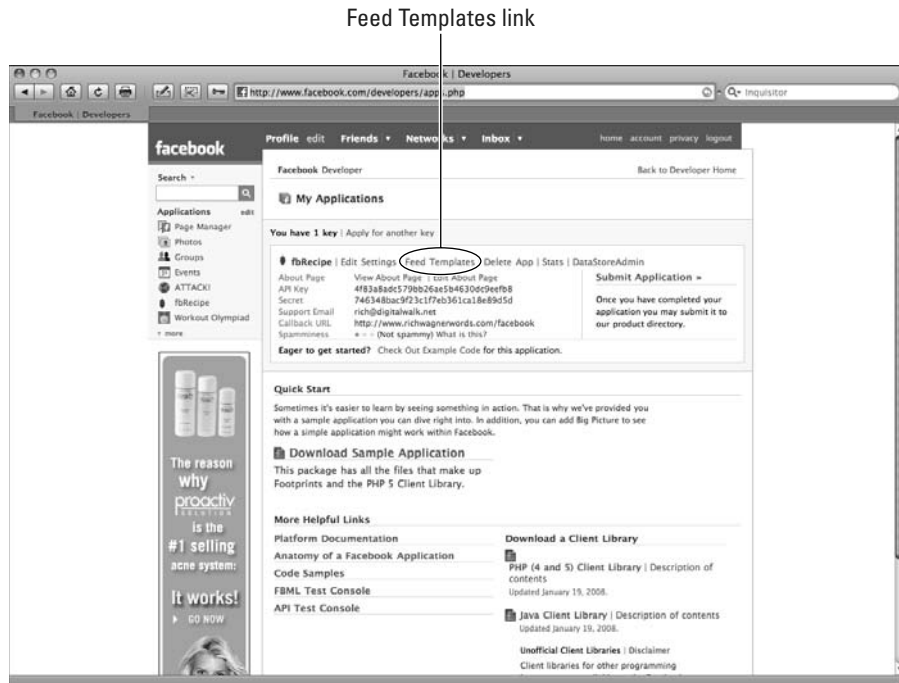 Feed Templates link
Facebook | Developers
http://www.facebook.com/developers/apps.php
Inquisitor
Facebook | Developers
facebook
Profile edit Friends Networks Inbox home account privacy logout
Search
Applications edit
Page Manager
Photos
Groups
Events
ATTACK!
fbRecipe
Workout Olympiad
more
The reason
why
proactiv
SOLUTION
is the
#1 selling
acne system:
It works!
GO NOW
Facebook Developer Back to Developer Home
My Applications
You have 1 key | Apply for another key
fbRecipe | Edit Settings Feed Templates Delete App | Stats | DataStoreAdmin
About Page View About Page | Edit About Page
API Key 4f83a8adc579bb26ae5b4630dc9eefb8
Secret 746348bac9f23c1f7eb361ca18e89d5d
Support Email rich@digitalwalk.net
Callback URL http://www.richwagnerwords.com/facebook
Spamminess (Not spammy) What is this?
Submit Application »
Once you have completed your
application you may submit it to
our product directory.
Eager to get started? Check Out Example Code for this application.
Quick Start
Sometimes it's easier to learn by seeing something in action. That is why we've provided you
with a sample application you can dive right into. In addition, you can add Big Picture to see
how a simple application might work within Facebook.
Download Sample Application
This package has all the files that make up
Footprints and the PHP 5 Client Library.
More Helpful Links
Platform Documentation
Anatomy of a Facebook Application
Code Samples
FBML Test Console
API Test Console
Download a Client Library
PHP (4 and 5) Client Library | Description of
contents
Updated January 19, 2008.
Java Client Library | Description of contents
Updated January 19, 2008.
Unofficial Client Libraries | Disclaimer
Client libraries for other programming